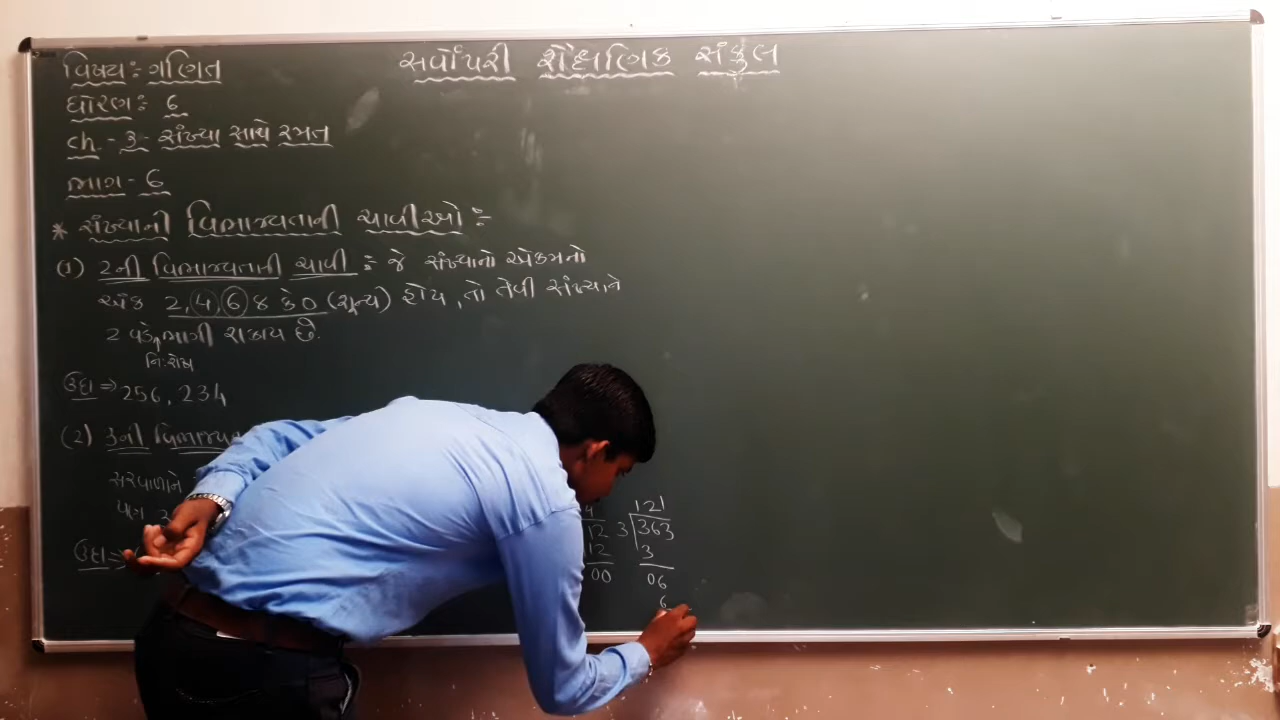 સર્વોપરી શૈક્ષણિક સંકુલ
વિષય:- ગણિત
ધોરણ:- 6
ch. - 3 - સંખ્યા સાથે રમત
ભાગ - 6
* સંખ્યાની વિભાજ્યતાની ચાવીઓ :-
(1) 2ની વિભાજ્યતાની ચાવી :- જે સંખ્યાનો એકમનો
અંક 2,4,6 8 કે 0 (શૂન્ય) હોય, તો તેવી સંખ્યાને
2 વડે ભાગી શકાય છે.
નિ:શેષ
ઉદા ⇒ 256, 234
(2) 3ની
સરવાળાને
પણ
ઉદા ⇒
4
12
12
00
121
3 363
3
06
6